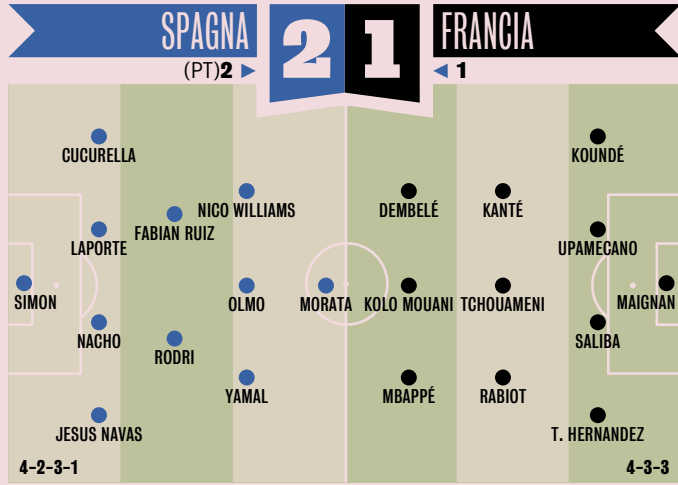 SPAGNA
2
1
FRANCIA
(PT)2
1
CUCURELLA
KOUNDÉ
NICO WILLIAMS
DEMBELÉ
KANTÉ
FABIAN RUIZ
LAPORTE
UPAMECANO
SIMON
OLMO
MORATA
KOLO MOUANI
TCHOUAMENI
MAIGNAN
NACHO
SALIBA
RODRI
YAMAL
MBAPPÉ
RABIOT
JESUS NAVAS
T. HERNANDEZ
4-2-3-1
4-3-3